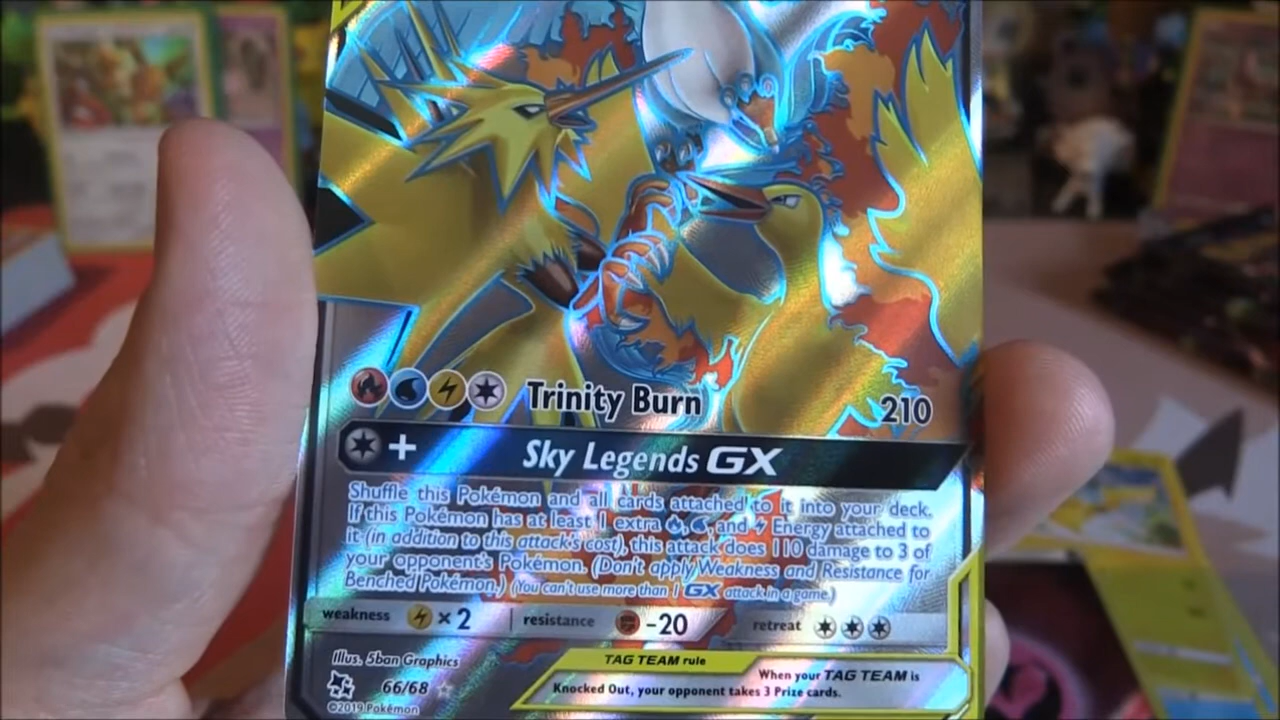 Trinity Burn 210
+ Sky Legends GX
Shuffle this Pokémon and all cards attached to it into your deck.
If this Pokémon has at least 1 extra , , and Energy attached to
it (in addition to this attack's cost), this attack does 110 damage to 3 of
your opponent's Pokémon. (Don't apply Weakness and Resistance for
Benched Pokémon.) (You can't use more than 1 GX attack in a game.)
weakness ×2 resistance -20 retreat
Illus. 5ban Graphics
66/68
©2019 Pokémon
TAG TEAM rule
When your TAG TEAM is
Knocked Out, your opponent takes 3 Prize cards.